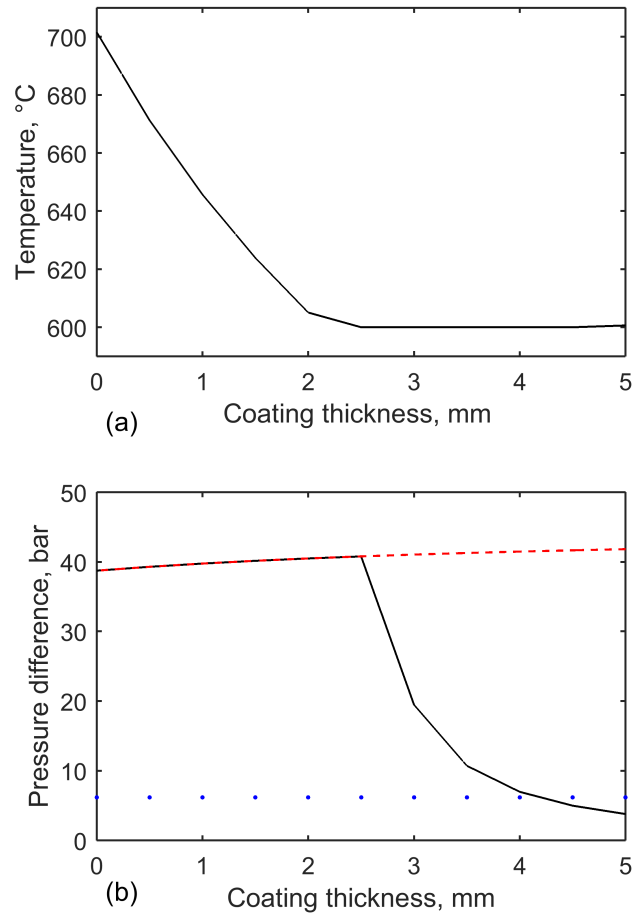 700
680
660
640
620
600
Temperature, °C
0 1 2 3 4 5
Coating thickness, mm
(a)
50
40
30
20
10
0
Pressure difference, bar
0 1 2 3 4 5
Coating thickness, mm
(b)